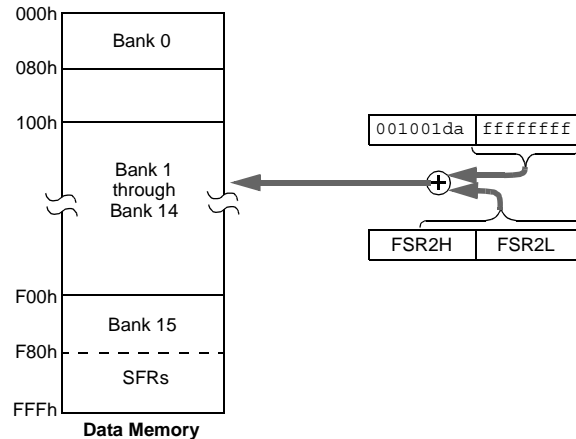 000h
Bank 0
080h
100h
001001da ffffffff
Bank 1
through
Bank 14
FSR2H FSR2L
F00h
Bank 15
F80h
SFRs
FFFh
Data Memory